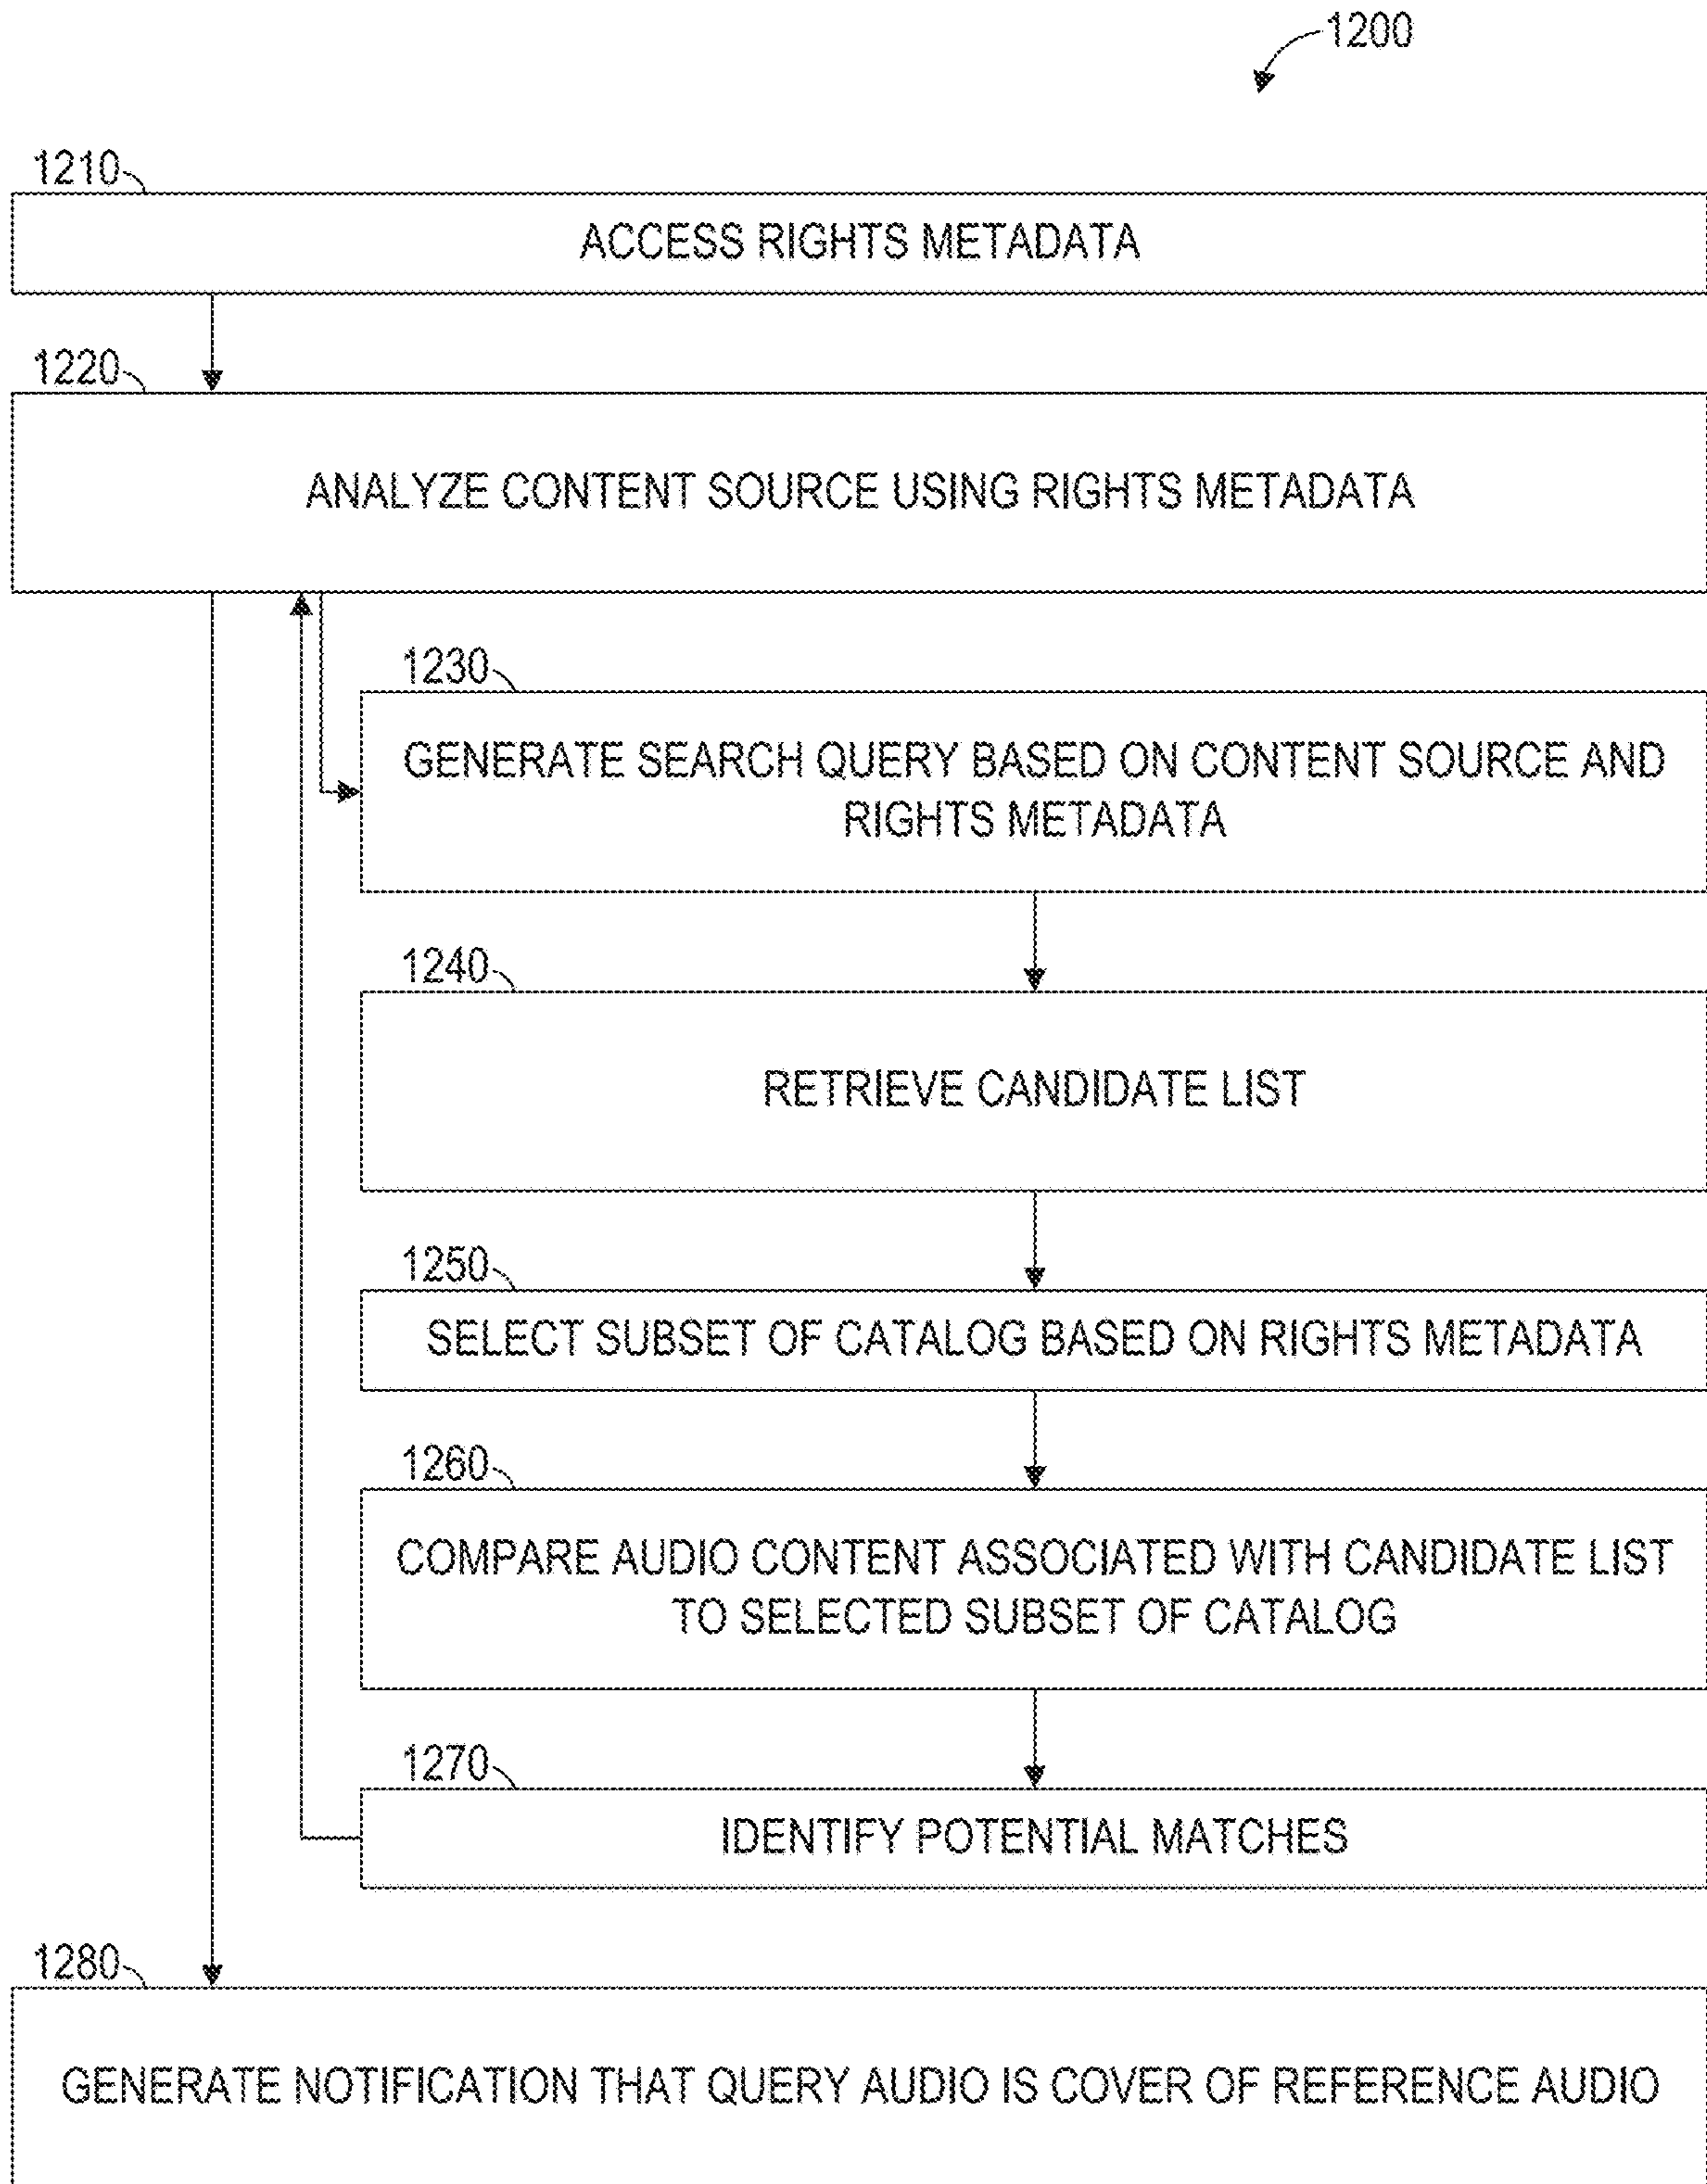 1200
1210
ACCESS RIGHTS METADATA
1220
ANALYZE CONTENT SOURCE USING RIGHTS METADATA
1230
GENERATE SEARCH QUERY BASED ON CONTENT SOURCE AND
RIGHTS METADATA
1240
RETRIEVE CANDIDATE LIST
1250
SELECT SUBSET OF CATALOG BASED ON RIGHTS METADATA
1260
COMPARE AUDIO CONTENT ASSOCIATED WITH CANDIDATE LIST
TO SELECTED SUBSET OF CATALOG
1270
IDENTIFY POTENTIAL MATCHES
1280
GENERATE NOTIFICATION THAT QUERY AUDIO IS COVER OF REFERENCE AUDIO